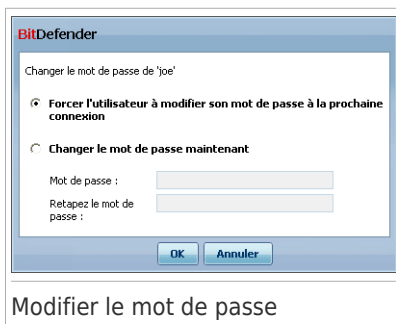 BitDefender
Changer le mot de passe de 'joe'
Forcer l'utilisateur à modifier son mot de passe à la prochaine
connexion
Changer le mot de passe maintenant
Mot de passe :
Retapez le mot de
passe :
OK Annuler
Modifier le mot de passe